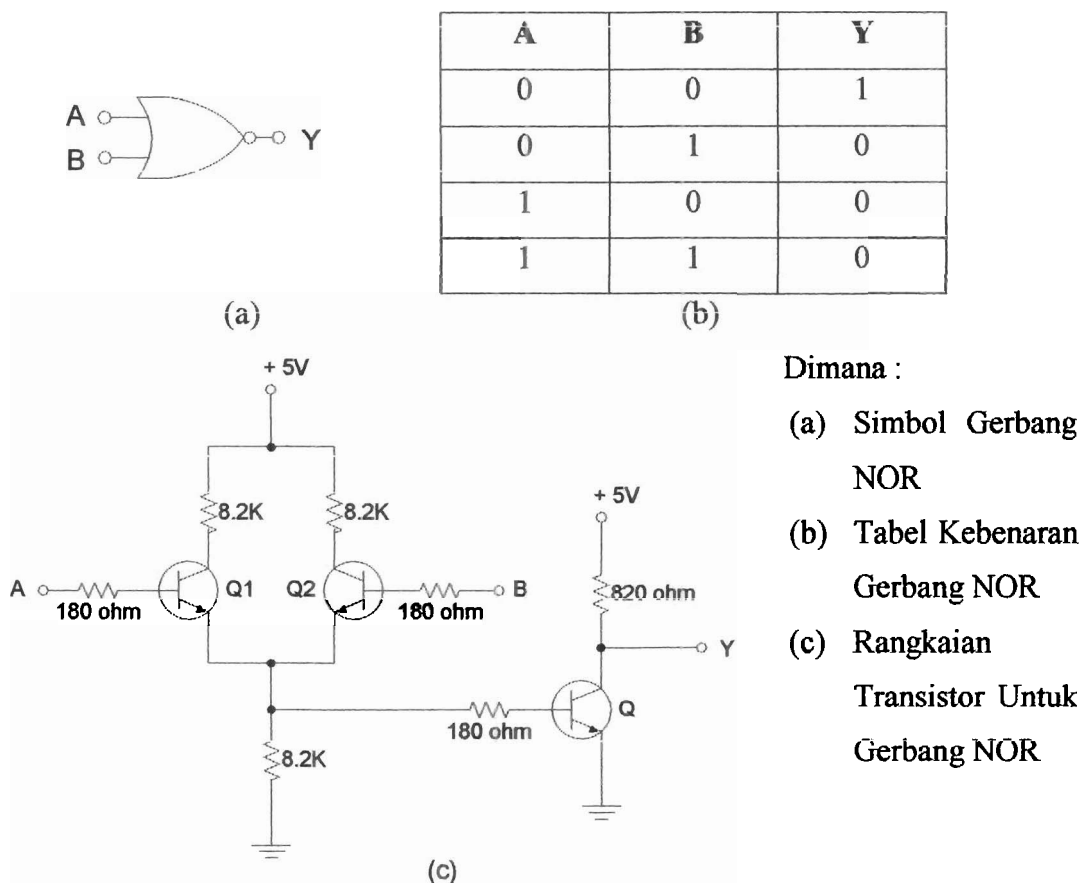 A B Y
0 0 1
0 1 0
1 0 0
1 1 0
A
B
Y
(a)
(b)
+ 5V
8.2K
8.2K
A
180 ohm
Q1
Q2
180 ohm
B
8.2K
180 ohm
+ 5V
820 ohm
Y
Q
(c)
Dimana :
(a) Simbol Gerbang
NOR
(b) Tabel Kebenaran
Gerbang NOR
(c) Rangkaian
Transistor Untuk
Gerbang NOR